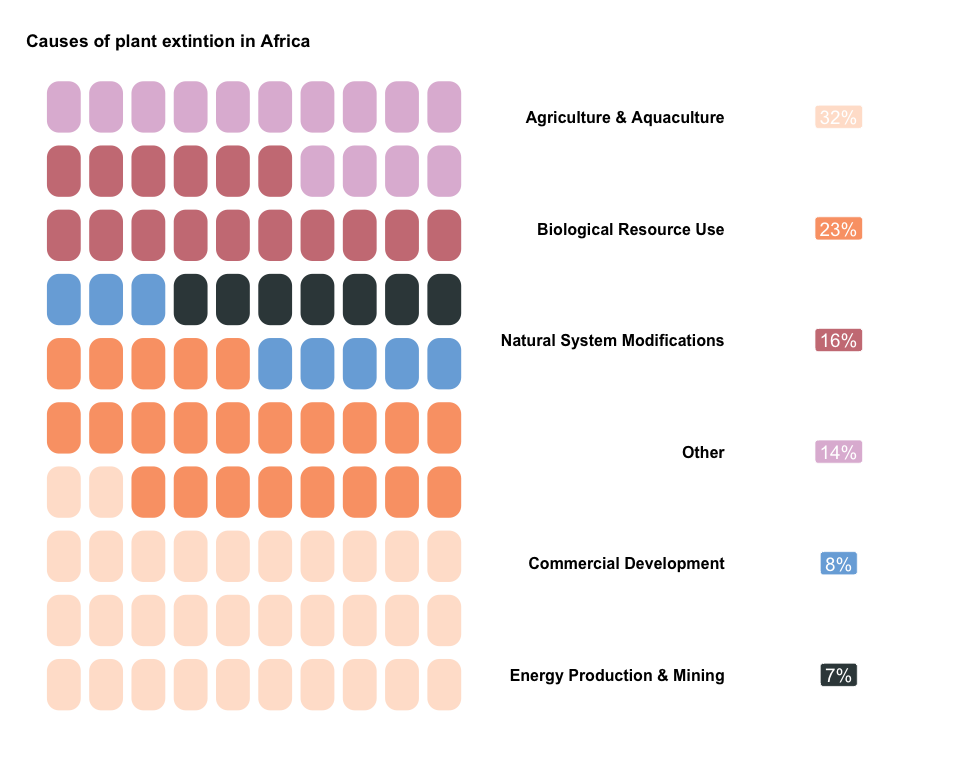 Causes of plant extintion in Africa
Agriculture & Aquaculture 32%
Biological Resource Use 23%
Natural System Modifications 16%
Other 14%
Commercial Development 8%
Energy Production & Mining 7%